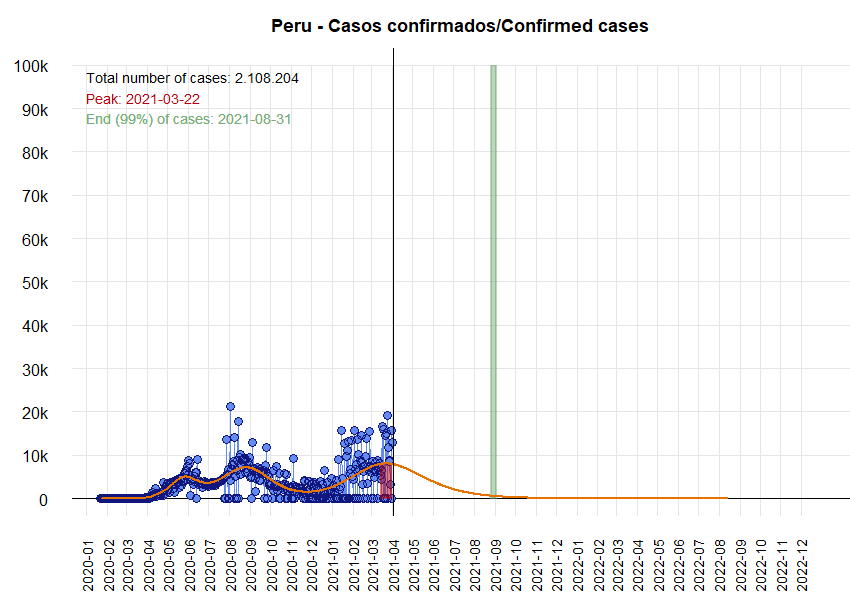 Peru - Casos confirmados/Confirmed cases
100k
90k
80k
70k
60k
50k
40k
30k
20k
10k
0
Total number of cases: 2.108.204
Peak: 2021-03-22
End (99%) of cases: 2021-08-31
2020-01
2020-02
2020-03
2020-04
2020-05
2020-06
2020-07
2020-08
2020-09
2020-10
2020-11
2020-12
2021-01
2021-02
2021-03
2021-04
2021-05
2021-06
2021-07
2021-08
2021-09
2021-10
2021-11
2021-12
2022-01
2022-02
2022-03
2022-04
2022-05
2022-06
2022-07
2022-08
2022-09
2022-10
2022-11
2022-12